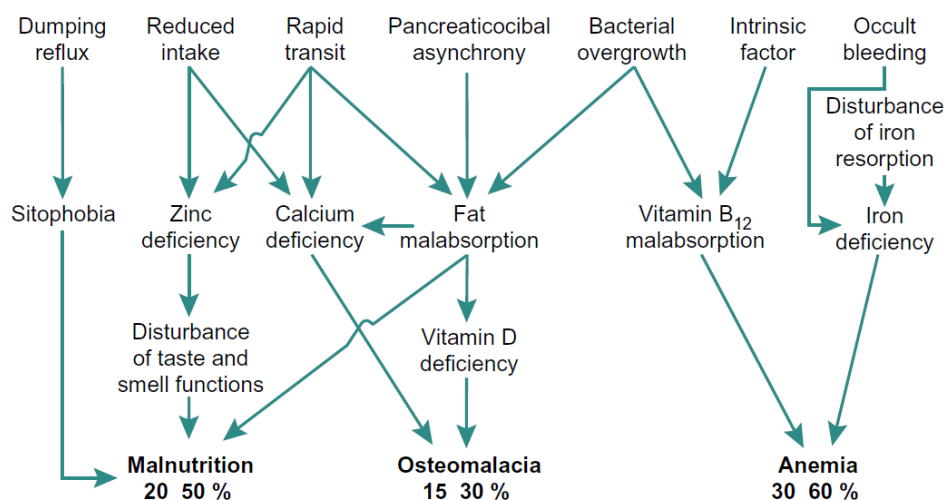 Dumping
reflux
Reduced
intake
Rapid
transit
Pancreaticocibal
asynchrony
Bacterial
overgrowth
Intrinsic
factor
Occult
bleeding
Disturbance
of iron
resorption
Sitophobia
Zinc
deficiency
Calcium
deficiency
Fat
malabsorption
Vitamin B12
malabsorption
Iron
deficiency
Disturbance
of taste and
smell functions
Vitamin D
deficiency
Malnutrition
20 50 %
Osteomalacia
15 30 %
Anemia
30 60 %